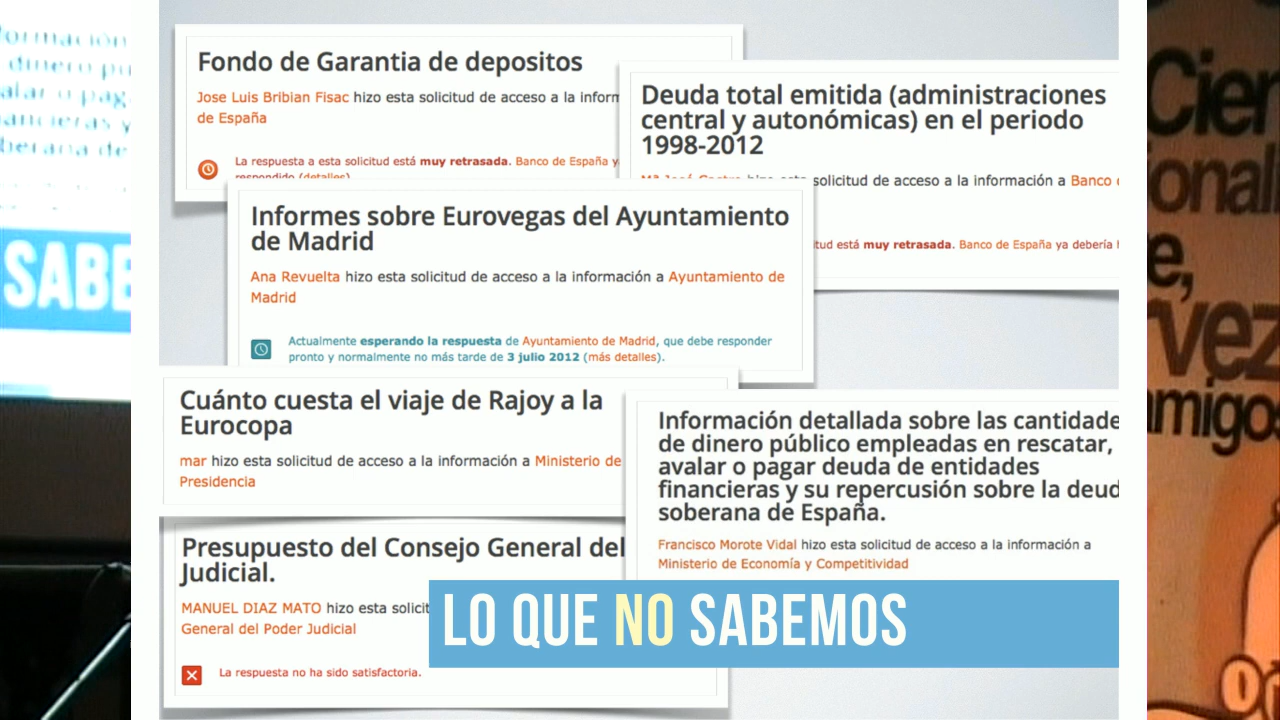 Fondo de Garantia de depositos
Jose Luis Bribian Fisac hizo esta solicitud de acceso a la
de España
La respuesta a esta solicitud está muy retrasada. Banco de España
respondido (detalles)
Deuda total emitida (administraciones
central y autonómicas) en el periodo
1998-2012
solicitud de acceso a la información a Banco
está muy retrasada. Banco de España ya debería
Informes sobre Eurovegas del Ayuntamiento
de Madrid
Ana Revuelta hizo esta solicitud de acceso a la información a Ayuntamiento de
Madrid
Actualmente esperando la respuesta de Ayuntamiento de Madrid, que debe responder
pronto y normalmente no más tarde de 3 julio 2012 (más detalles).
Cuánto cuesta el viaje de Rajoy a la
Eurocopa
mar hizo esta solicitud de acceso a la información a Ministerio de
Presidencia
Información detallada sobre las
de dinero público empleadas en rescatar,
avalar o pagar deuda de entidades
financieras y su repercusión sobre la
soberana de España.
Francisco Morote Vidal hizo esta solicitud de acceso a la información a
Ministerio de Economía y Competitividad
Presupuesto del Consejo General del
Judicial.
MANUEL DIAZ MATO hizo esta
General del Poder Judicial
La respuesta no ha sido satisfactoria.
LO QUE NO SABEMOS